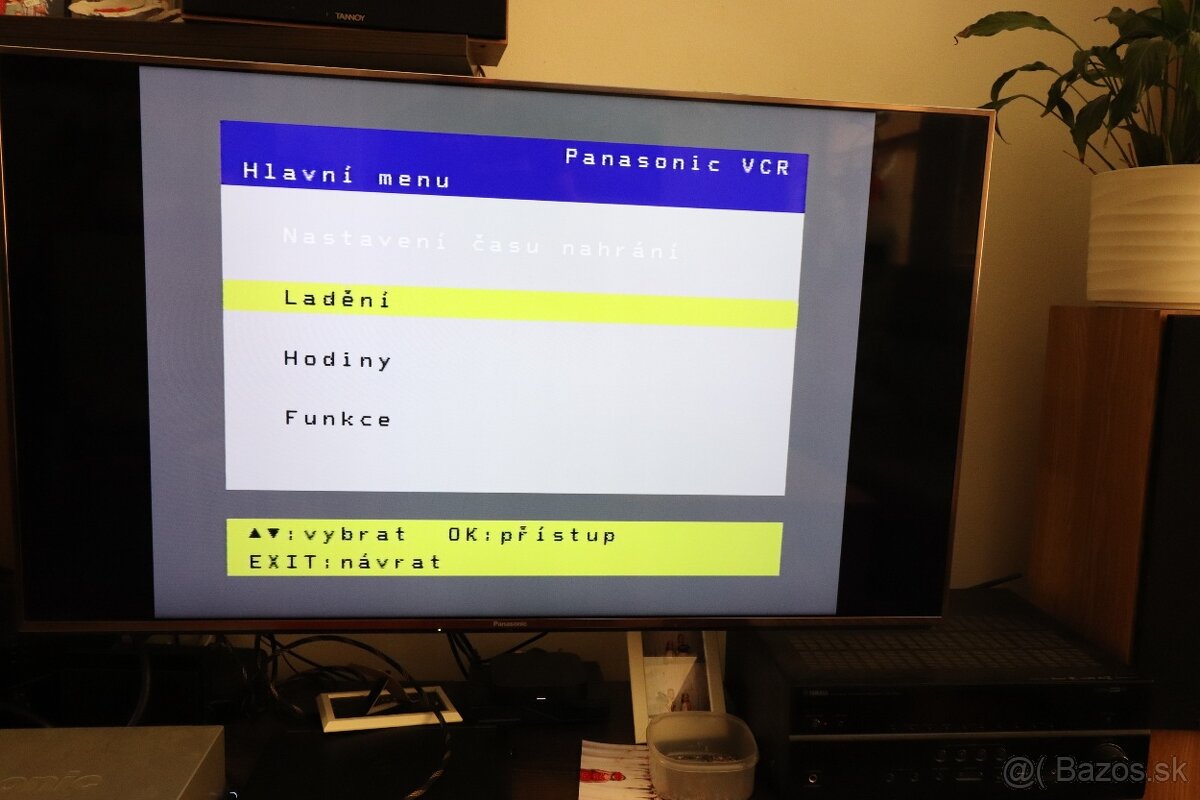 TANNOY
Panasonic VCR
Hlavní menu
Nastavení času nahrání
Ladění
Hodiny
Funkce
▲▼:vybrat OK:přístup
EXIT:návrat
Panasonic
YAMAHA
@( Bazos.sk